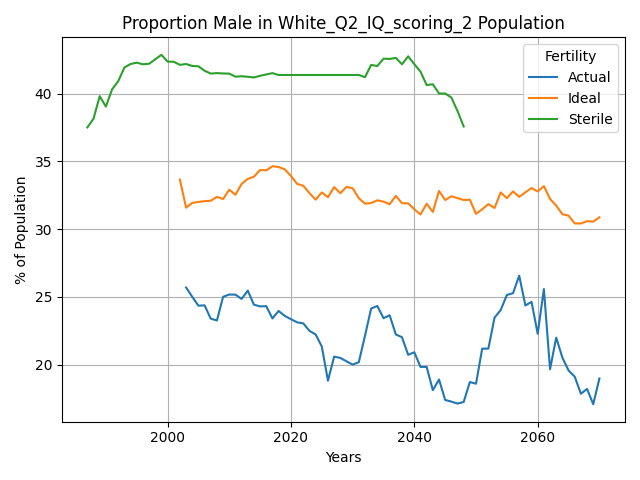 Proportion Male in White_Q2_IQ_scoring_2 Population
Fertility
Actual
Ideal
Sterile
% of Population
40
35
30
25
20
2000
2020
2040
2060
Years